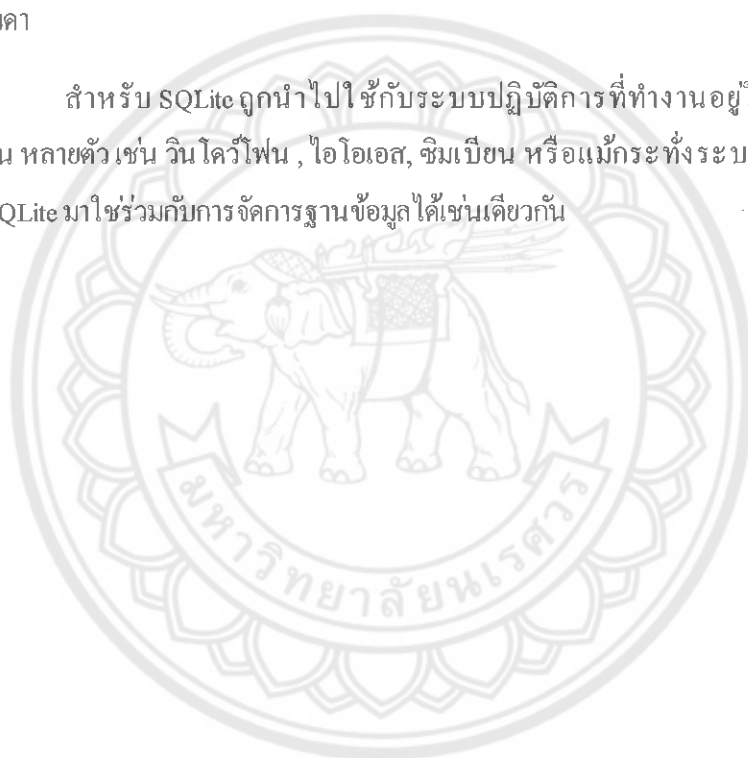 นดา
สำหรับ SQLite ถูกนำไปใช้กับระบบปฏิบัติการที่ทำงานอยู่
น หลายตัว เช่น วินโดว์โฟน , ไอโอเอส, ซิมเบียน หรือแม้กระทั่งระบ
QLite มาใช่ร่วมกับการจัดการฐานข้อมูลได้เช่นเดียวกัน
มหาวิทยาลัยนเรศวร